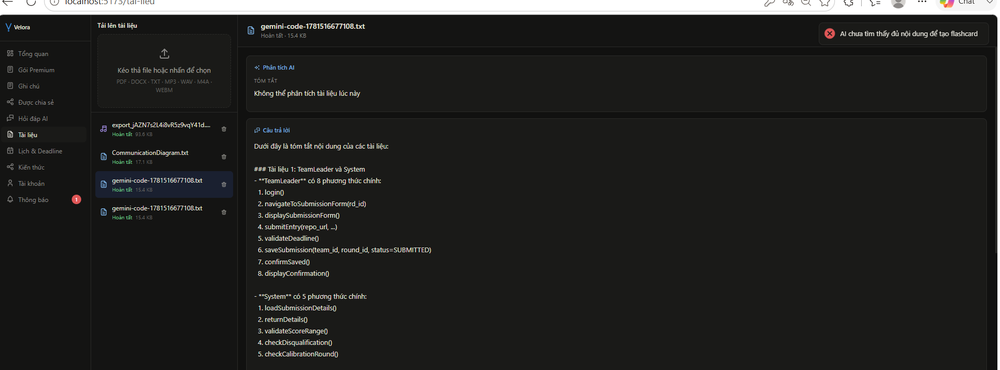 localhost:5173/tai-lieu
Chat
Velora
Tổng quan
Gói Premium
Ghi chú
Được chia sẻ
Hỏi đáp AI
Tài liệu
Lịch & Deadline
Kiến thức
Tài khoản
Thông báo
1
Tải lên tài liệu
Kéo thả file hoặc nhấn để chọn
PDF · DOCX · TXT · MP3 · WAV · M4A ·
WEBM
export_jAZN7s2L4i8vR5z9vqY41d....
Hoàn tất 93.6 KB
CommunicationDiagram.txt
Hoàn tất 17.1 KB
gemini-code-1781516677108.txt
Hoàn tất 15.4 KB
gemini-code-1781516677108.txt
Hoàn tất 15.4 KB
gemini-code-1781516677108.txt
Hoàn tất · 15.4 KB
AI chưa tìm thấy đủ nội dung để tạo flashcard
Phân tích AI
TÓM TẮT
Không thể phân tích tài liệu lúc này
Câu trả lời
Dưới đây là tóm tắt nội dung của các tài liệu:
### Tài liệu 1: TeamLeader và System
- **TeamLeader** có 8 phương thức chính:
1. login()
2. navigateToSubmissionForm(rd_id)
3. displaySubmissionForm()
4. submitEntry(repo_url, ...)
5. validateDeadline()
6. saveSubmission(team_id, round_id, status=SUBMITTED)
7. confirmSaved()
8. displayConfirmation()
- **System** có 5 phương thức chính:
1. loadSubmissionDetails()
2. returnDetails()
3. validateScoreRange()
4. checkDisqualification()
5. checkCalibrationRound()